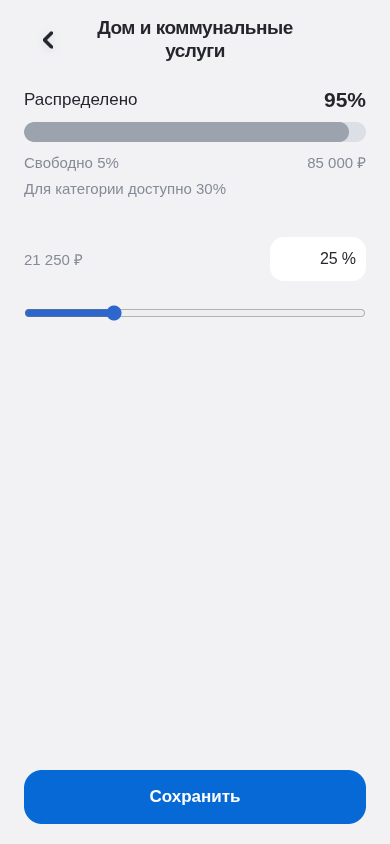 Дом и коммунальные
услуги
Распределено 95%
Свободно 5% 85 000 ₽
Для категории доступно 30%
21 250 ₽ 25 %
Сохранить